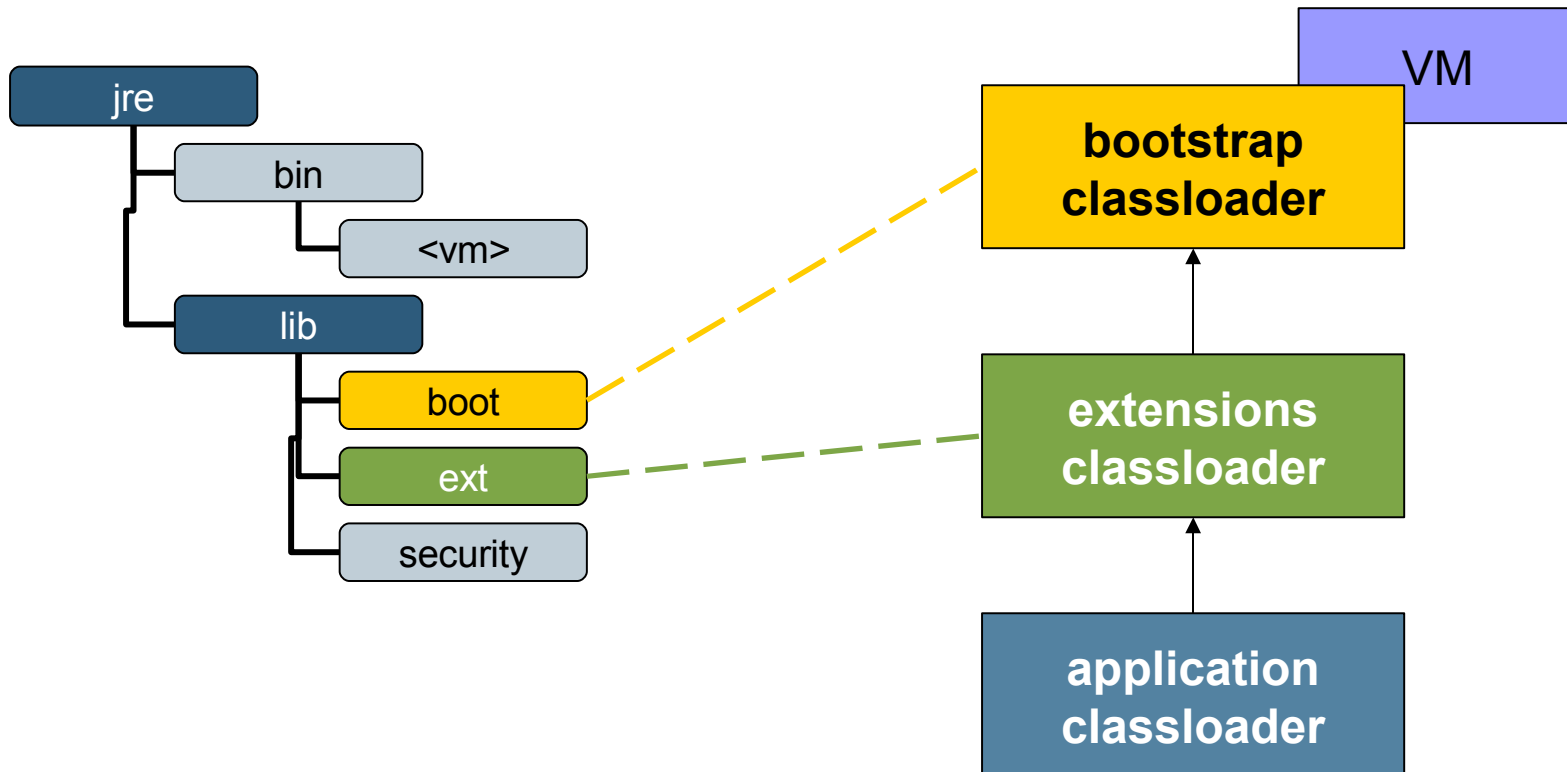 jre
bin
<vm>
lib
boot
ext
security
VM
bootstrap
classloader
extensions
classloader
application
classloader